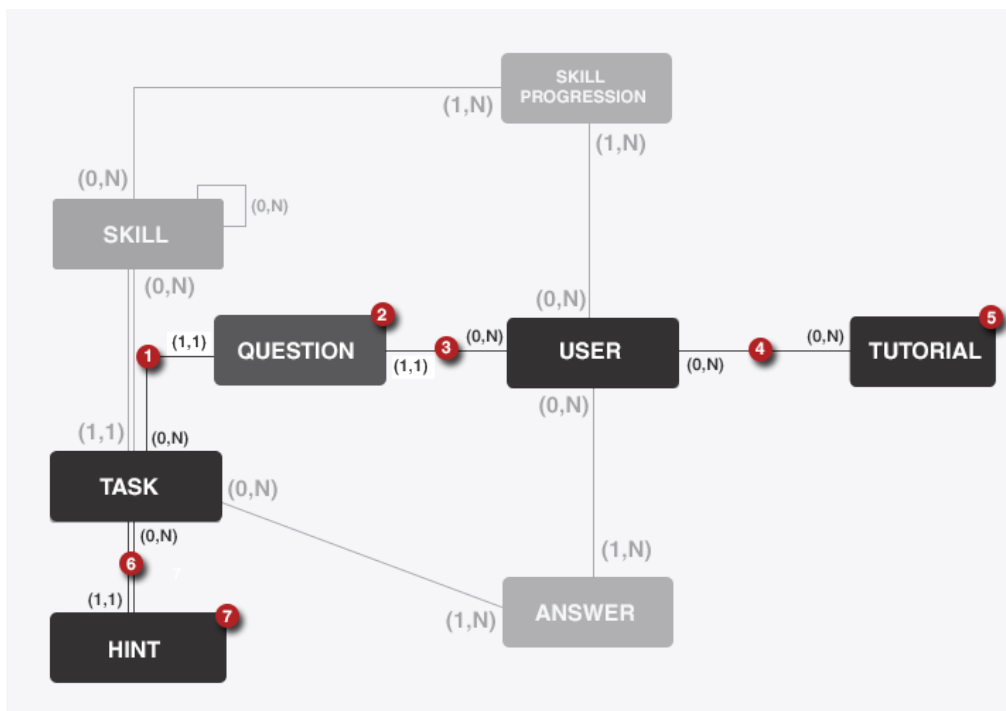 SKILL
PROGRESSION
(1,N)
(1,N)
(0,N)
(0,N)
SKILL
(0,N)
(0,N)
2
5
1
(1,1)
QUESTION
3
(0,N)
USER
4
(0,N)
TUTORIAL
(1,1)
(0,N)
(0,N)
(1,1)
(0,N)
TASK
(0,N)
(0,N)
6
7
(1,N)
(1,1)
7
ANSWER
(1,N)
HINT